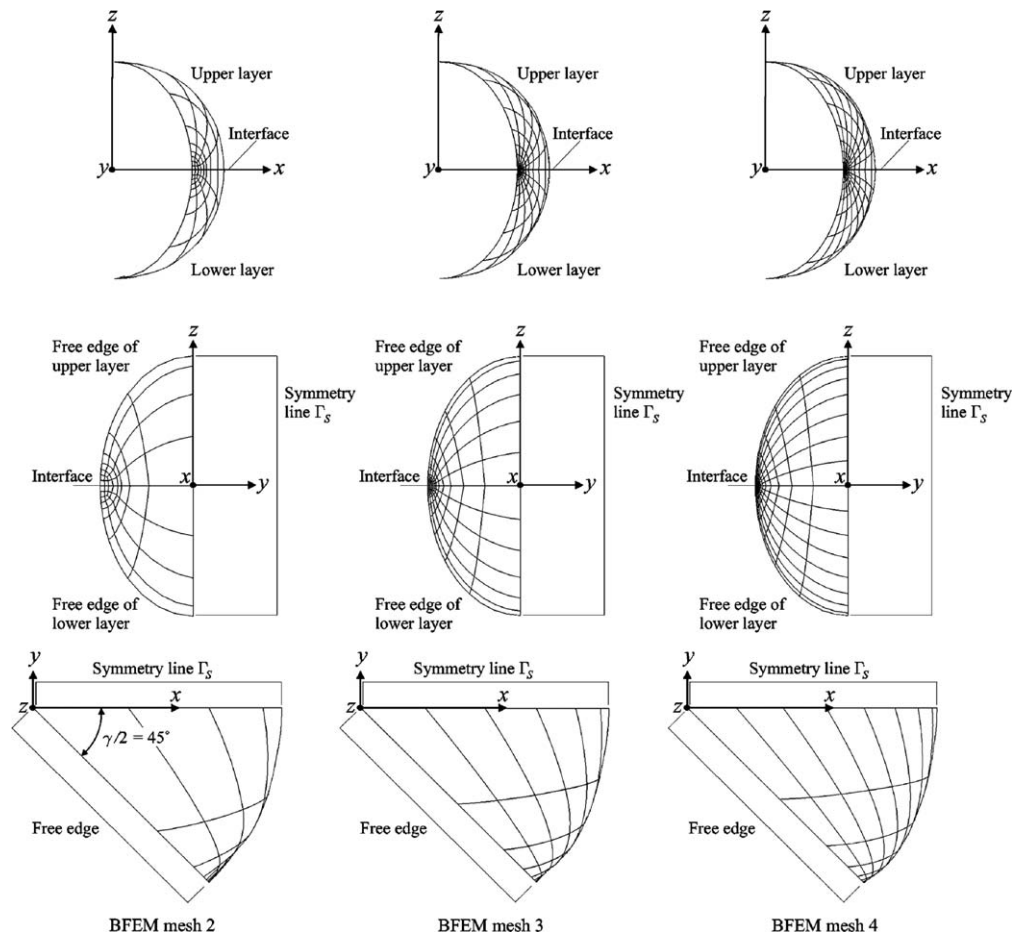 z
Upper layer
Interface
y
x
Lower layer
z
Upper layer
Interface
y
x
Lower layer
z
Upper layer
Interface
y
x
Lower layer
Free edge of
upper layer
z
Symmetry
line Γs
Interface
x
y
Free edge of
lower layer
Free edge of
upper layer
z
Symmetry
line Γs
Interface
x
y
Free edge of
lower layer
Free edge of
upper layer
z
Symmetry
line Γs
Interface
x
y
Free edge of
lower layer
y
Symmetry line Γs
z
x
γ/2 = 45°
Free edge
BFEM mesh 2
y
Symmetry line Γs
z
x
Free edge
BFEM mesh 3
y
Symmetry line Γs
z
x
Free edge
BFEM mesh 4